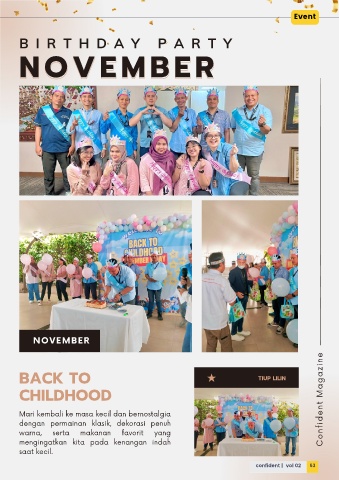 Event
BIRTHDAY PARTY
NOVEMBER
BACK TO
CHILDHOOD
NOVEMBER
BACK TO
CHILDHOOD
Mari kembali ke masa kecil dan bernostalgia
dengan permainan klasik, dekorasi penuh
warna, serta makanan favorit yang
mengingatkan kita pada kenangan indah
saat kecil.
TIUP LILIN
Confident Magazine
confident | vol 02